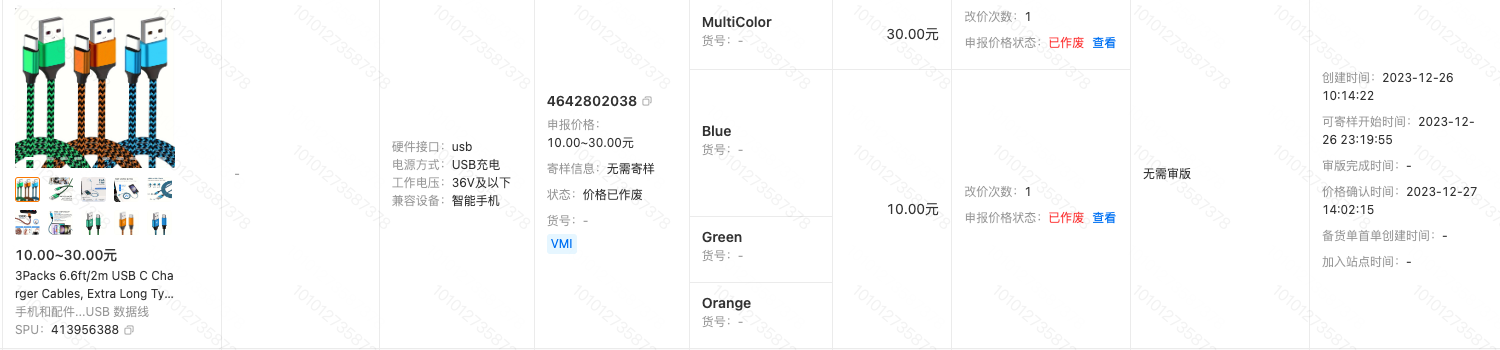 10.00~30.00元
3Packs 6.6ft/2m USB C Cha
rger Cables, Extra Long Ty...
手机和配件...USB 数据线
SPU：413956388
-
硬件接口：usb
电源方式：USB充电
工作电压：36V及以下
兼容设备：智能手机
4642802038
申报价格：
10.00~30.00元
寄样信息：无需寄样
状态：价格已作废
货号：-
VMI
MultiColor
货号：-
30.00元
改价次数：1
申报价格状态：已作废 查看
Blue
货号：-
Green
货号：-
Orange
货号：-
10.00元
改价次数：1
申报价格状态：已作废 查看
无需审版
创建时间：2023-12-26
10:14:22
可寄样开始时间：2023-12-
26 23:19:55
审版完成时间：-
价格确认时间：2023-12-27
14:02:15
备货单首单创建时间：-
加入站点时间：-
10101273587378